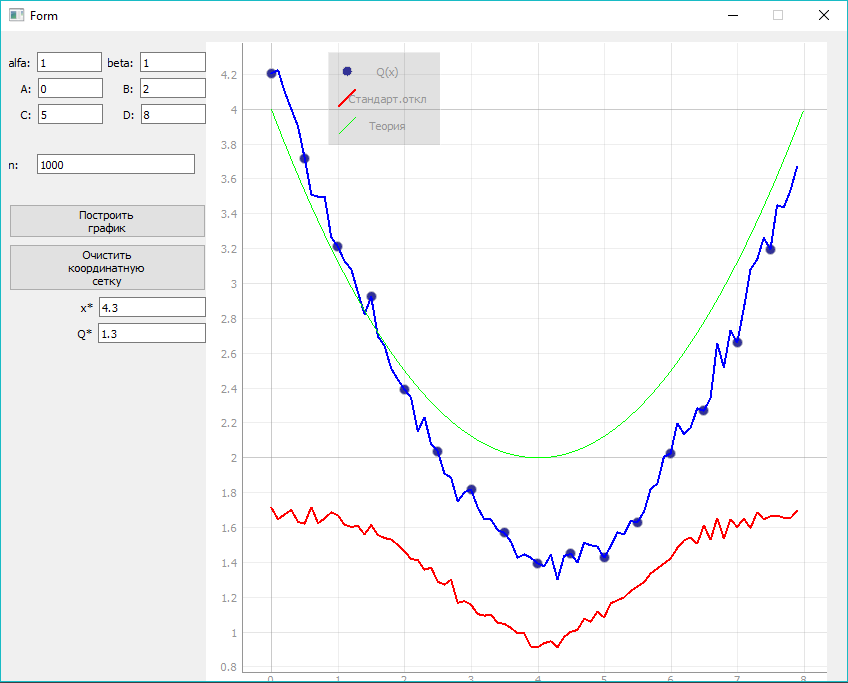 Form
alfa: 1 beta: 1
A: 0 B: 2
C: 5 D: 8
n: 1000
Построить
график
Очистить
координатную
сетку
x* 4.3
Q* 1.3
Q(x)
Стандарт.откл
Теория
4.2
4
3.8
3.6
3.4
3.2
3
2.8
2.6
2.4
2.2
2
1.8
1.6
1.4
1.2
1
0.8
0 1 2 3 4 5 6 7 8